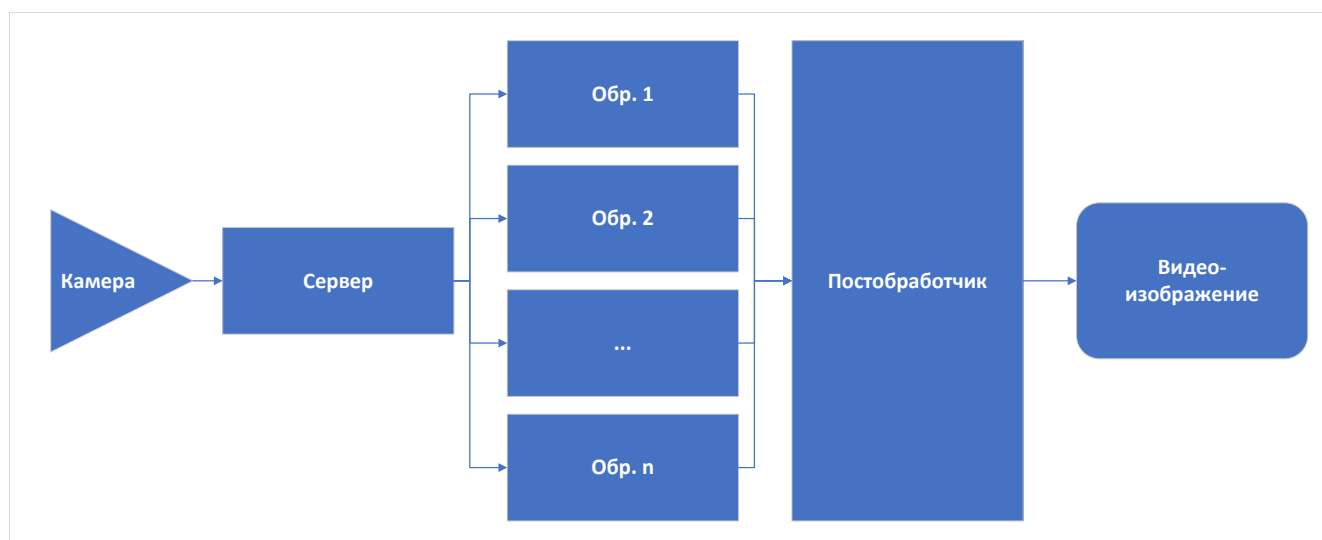 Камера
Сервер
Обр. 1
Обр. 2
...
Обр. n
Постобработчик
Видео-
изображение